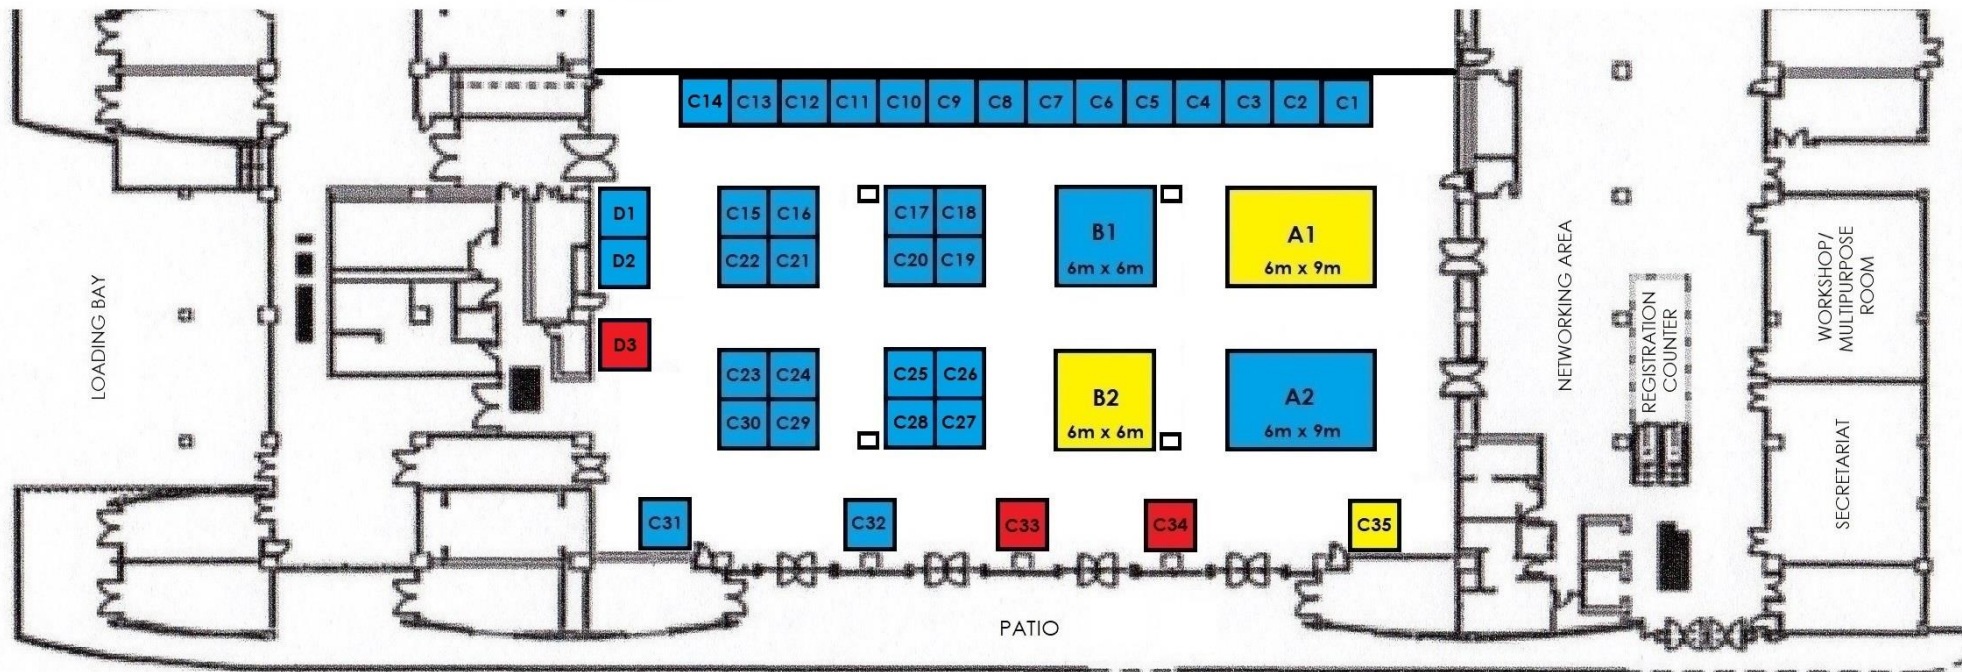 C14 C13 C12 C11 C10 C9 C8 C7 C6 C5 C4 C3 C2 C1
D1
D2
D3
C15 C16
C22 C21
C17 C18
C20 C19
B1
6m x 6m
A1
6m x 9m
C23 C24
C30 C29
C25 C26
C28 C27
B2
6m x 6m
A2
6m x 9m
C31 C32 C33 C34 C35
LOADING BAY
NETWORKING AREA
REGISTRATION
COUNTER
WORKSHOP/
MULTIPURPOSE
ROOM
SECRETARIAT
PATIO